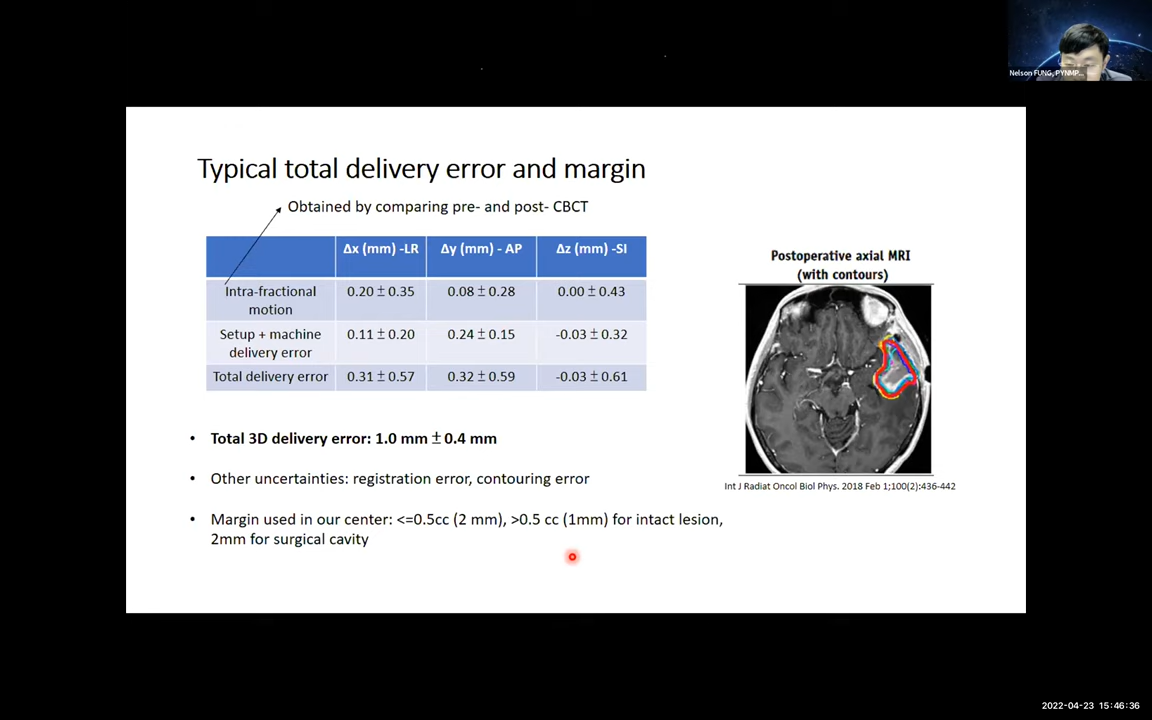 Nelson FUNG, PYNMP...
Typical total delivery error and margin
Obtained by comparing pre- and post- CBCT
Δx (mm) -LR Δy (mm) - AP Δz (mm) -SI
Intra-fractional motion 0.20 ± 0.35 0.08 ± 0.28 0.00 ± 0.43
Setup + machine delivery error 0.11 ± 0.20 0.24 ± 0.15 -0.03 ± 0.32
Total delivery error 0.31 ± 0.57 0.32 ± 0.59 -0.03 ± 0.61
Postoperative axial MRI
(with contours)
Int J Radiat Oncol Biol Phys. 2018 Feb 1;100(2):436-442
• Total 3D delivery error: 1.0 mm ± 0.4 mm
• Other uncertainties: registration error, contouring error
• Margin used in our center: <=0.5cc (2 mm), >0.5 cc (1mm) for intact lesion,
2mm for surgical cavity
2022-04-23 15:46:36